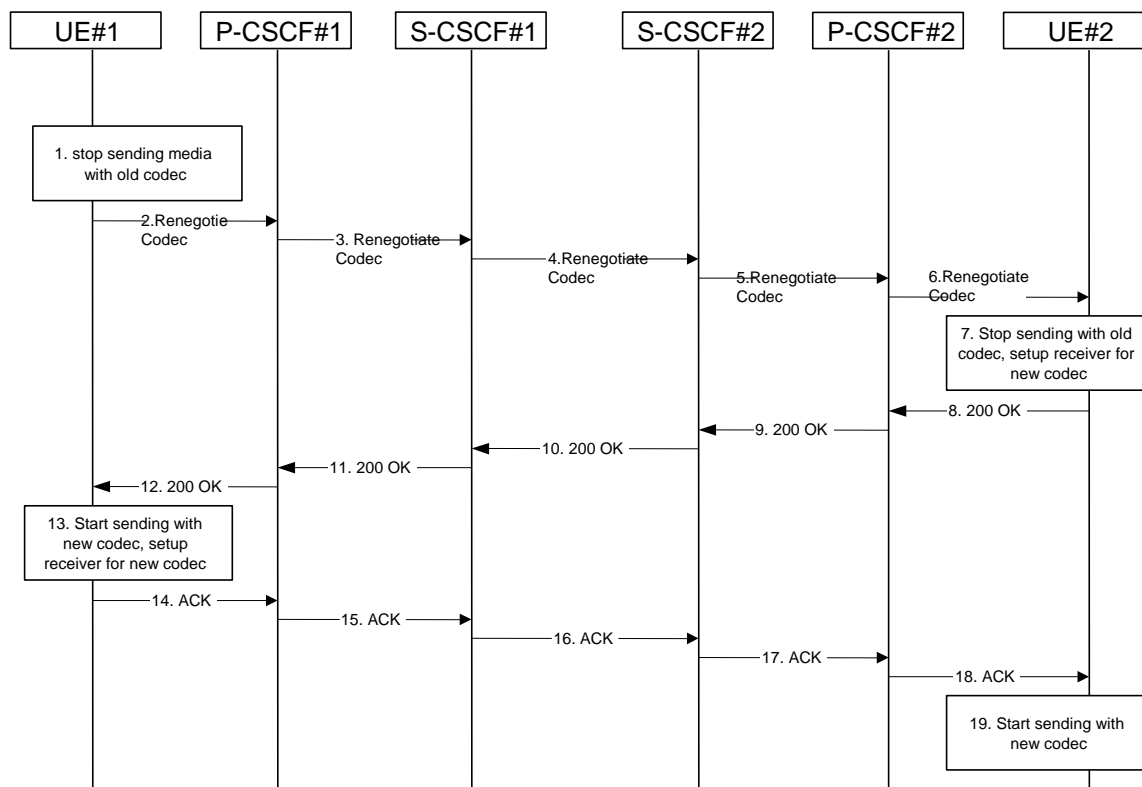 UE#1
P-CSCF#1
S-CSCF#1
S-CSCF#2
P-CSCF#2
UE#2
1. stop sending media
with old codec
2.Renegotie
Codec
3. Renegotiate
Codec
4.Renegotiate
Codec
5.Renegotiate
Codec
6.Renegotiate
Codec
7. Stop sending with old
codec, setup receiver for
new codec
8. 200 OK
9. 200 OK
10. 200 OK
11. 200 OK
12. 200 OK
13. Start sending with
new codec, setup
receiver for new codec
14. ACK
15. ACK
16. ACK
17. ACK
18. ACK
19. Start sending with
new codec